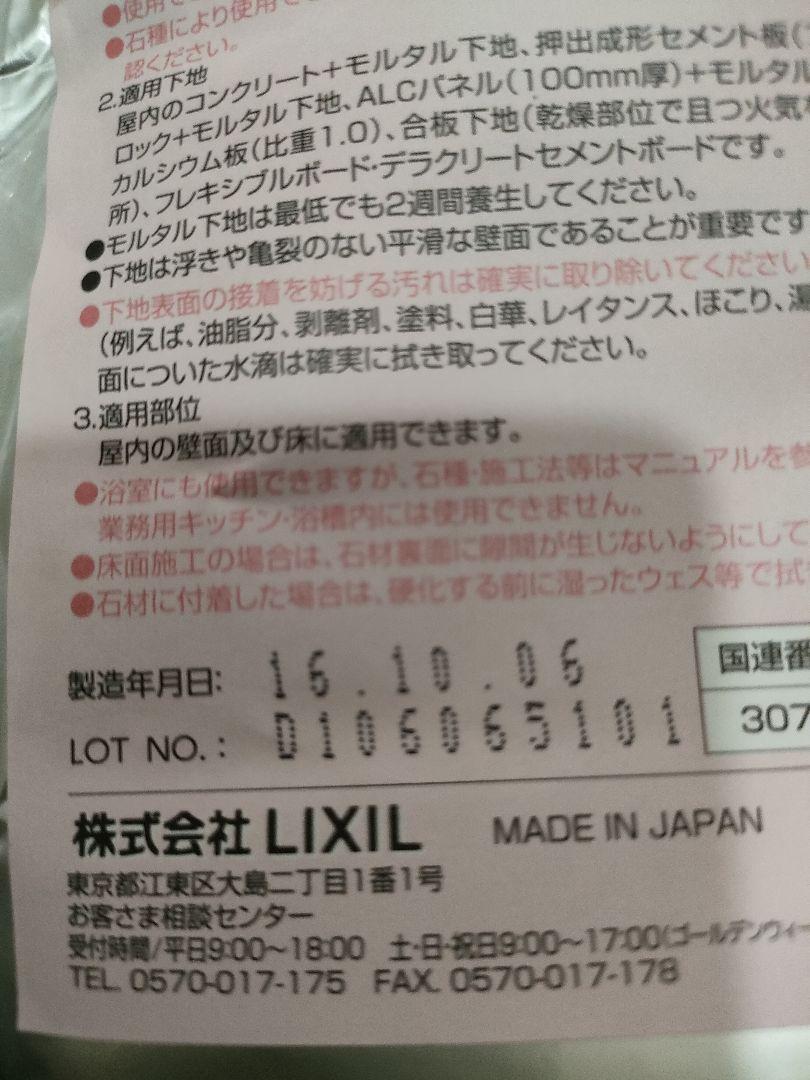 ●石種により使用で
認ください。
2.適用下地
屋内のコンクリート+モルタル下地、押出成形セメント板(
ロック+モルタル下地、ALCパネル(100mm厚)+モルタル
カルシウム板(比重1.0)、合板下地(乾燥部位で且つ火気
所)、フレキシブルボード・デラクリートセメントボードです。
●モルタル下地は最低でも2週間養生してください。
●下地は浮きや亀裂のない平滑な壁面であることが重要です
●下地表面の接着を妨げる汚れは確実に取り除いてください
(例えば、油脂分、剥離剤、塗料、白華、レイタンス、ほこり、
面についた水滴は確実に拭き取ってください。
3.適用部位
屋内の壁面及び床に適用できます。
●浴室にも使用できますが、石種・施工法等はマニュアルを参
業務用キッチン・浴槽内には使用できません。
●床面施工の場合は、石材裏面に隙間が生じないようにして
●石材に付着した場合は、硬化する前に湿ったウェス等で拭
製造年月日: 16.10.06
国連番
LOT NO.: D106065101
307
株式会社 LIXIL MADE IN JAPAN
東京都江東区大島二丁目1番1号
お客さま相談センター
受付時間/平日9:00〜18:00 土・日・祝日9:00〜17:00(ゴールデンウィー
TEL. 0570-017-175 FAX. 0570-017-178